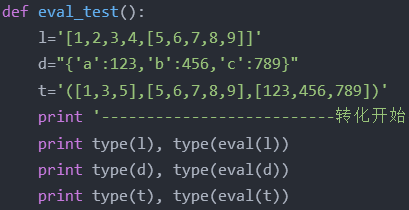 def eval_test():
    l='[1,2,3,4,[5,6,7,8,9]]'
    d="{'a':123,'b':456,'c':789}"
    t='([1,3,5],[5,6,7,8,9],[123,456,789])'
    print '--------------------------转化开始
    print type(l), type(eval(l))
    print type(d), type(eval(d))
    print type(t), type(eval(t))